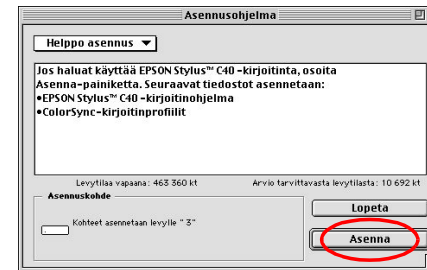 Asennusohjelma
Helppo asennus
Jos haluat käyttää EPSON Stylus™ C40 -kirjoitinta, osoita
Asenna-painiketta. Seuraavat tiedostot asennetaan:
•EPSON Stylus™ C40 -kirjoitinohjelma
•ColorSync-kirjoitinprofiilit
Levytilaa vapaana: 463 360 kt
Arvio tarvittavasta levytilasta: 10 692 kt
Asennuskohde
Kohteet asennetaan levylle " 3"
Lopeta
Asenna